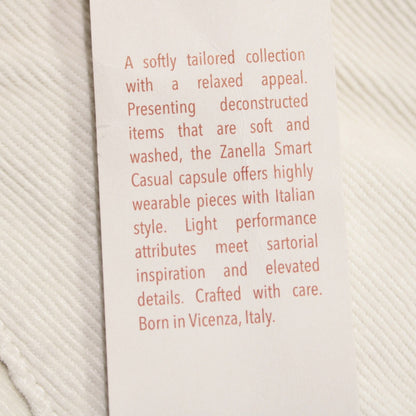 A softly tailored collection
with a relaxed appeal.
Presenting deconstructed
items that are soft and
washed, the Zanella Smart
Casual capsule offers highly
wearable pieces with Italian
style. Light performance
attributes meet sartorial
inspiration and elevated
details. Crafted with care.
Born in Vicenza, Italy.